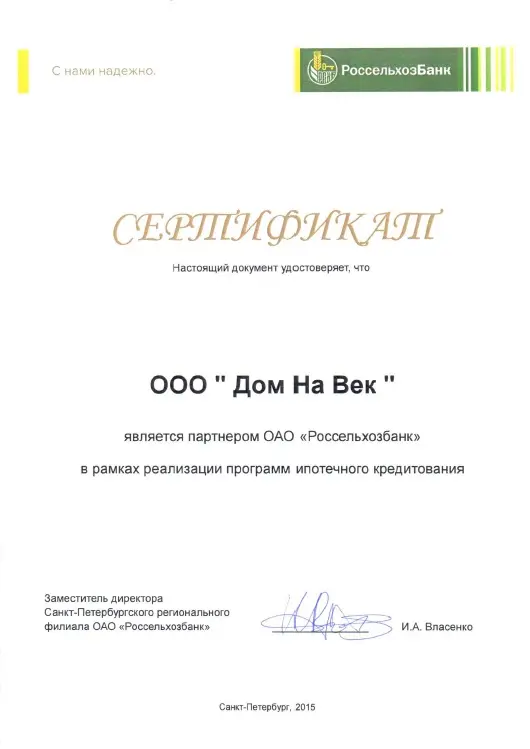 С нами надежно.
РоссельхозБанк
СЕРТИФИКАТ
Настоящий документ удостоверяет, что
ООО " Дом На Век "
является партнером ОАО «Россельхозбанк»
в рамках реализации программ ипотечного кредитования
Заместитель директора
Санкт-Петербургского регионального
филиала ОАО «Россельхозбанк»
И.А. Власенко
Санкт-Петербург, 2015